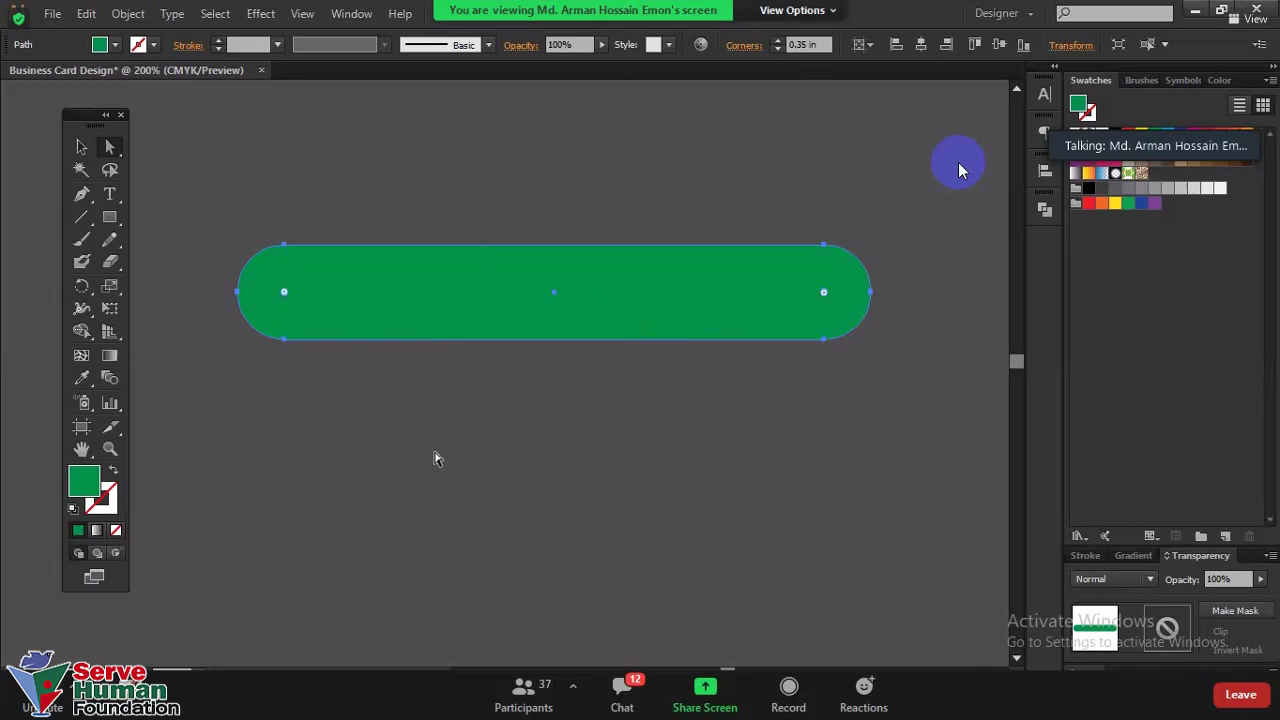 File Edit Object Type Select Effect View Window Help
You are viewing Md. Arman Hossain Emon's screen
View Options
Designer
View
Path
Stroke:
Basic
Opacity:
100%
Style:
Corners:
0.35 in
Transform
Business Card Design* @ 200% (CMYK/Preview)
Swatches Brushes Symbols Color
Talking: Md. Arman Hossain Em...
Stroke Gradient Transparency
Normal
Opacity: 100%
Make Mask
Clip
Invert Mask
Activate Windows
Go to Settings to activate Windows.
Serve
Human
Foundation
37
12
Participants
Chat
Share Screen
Record
Reactions
Leave